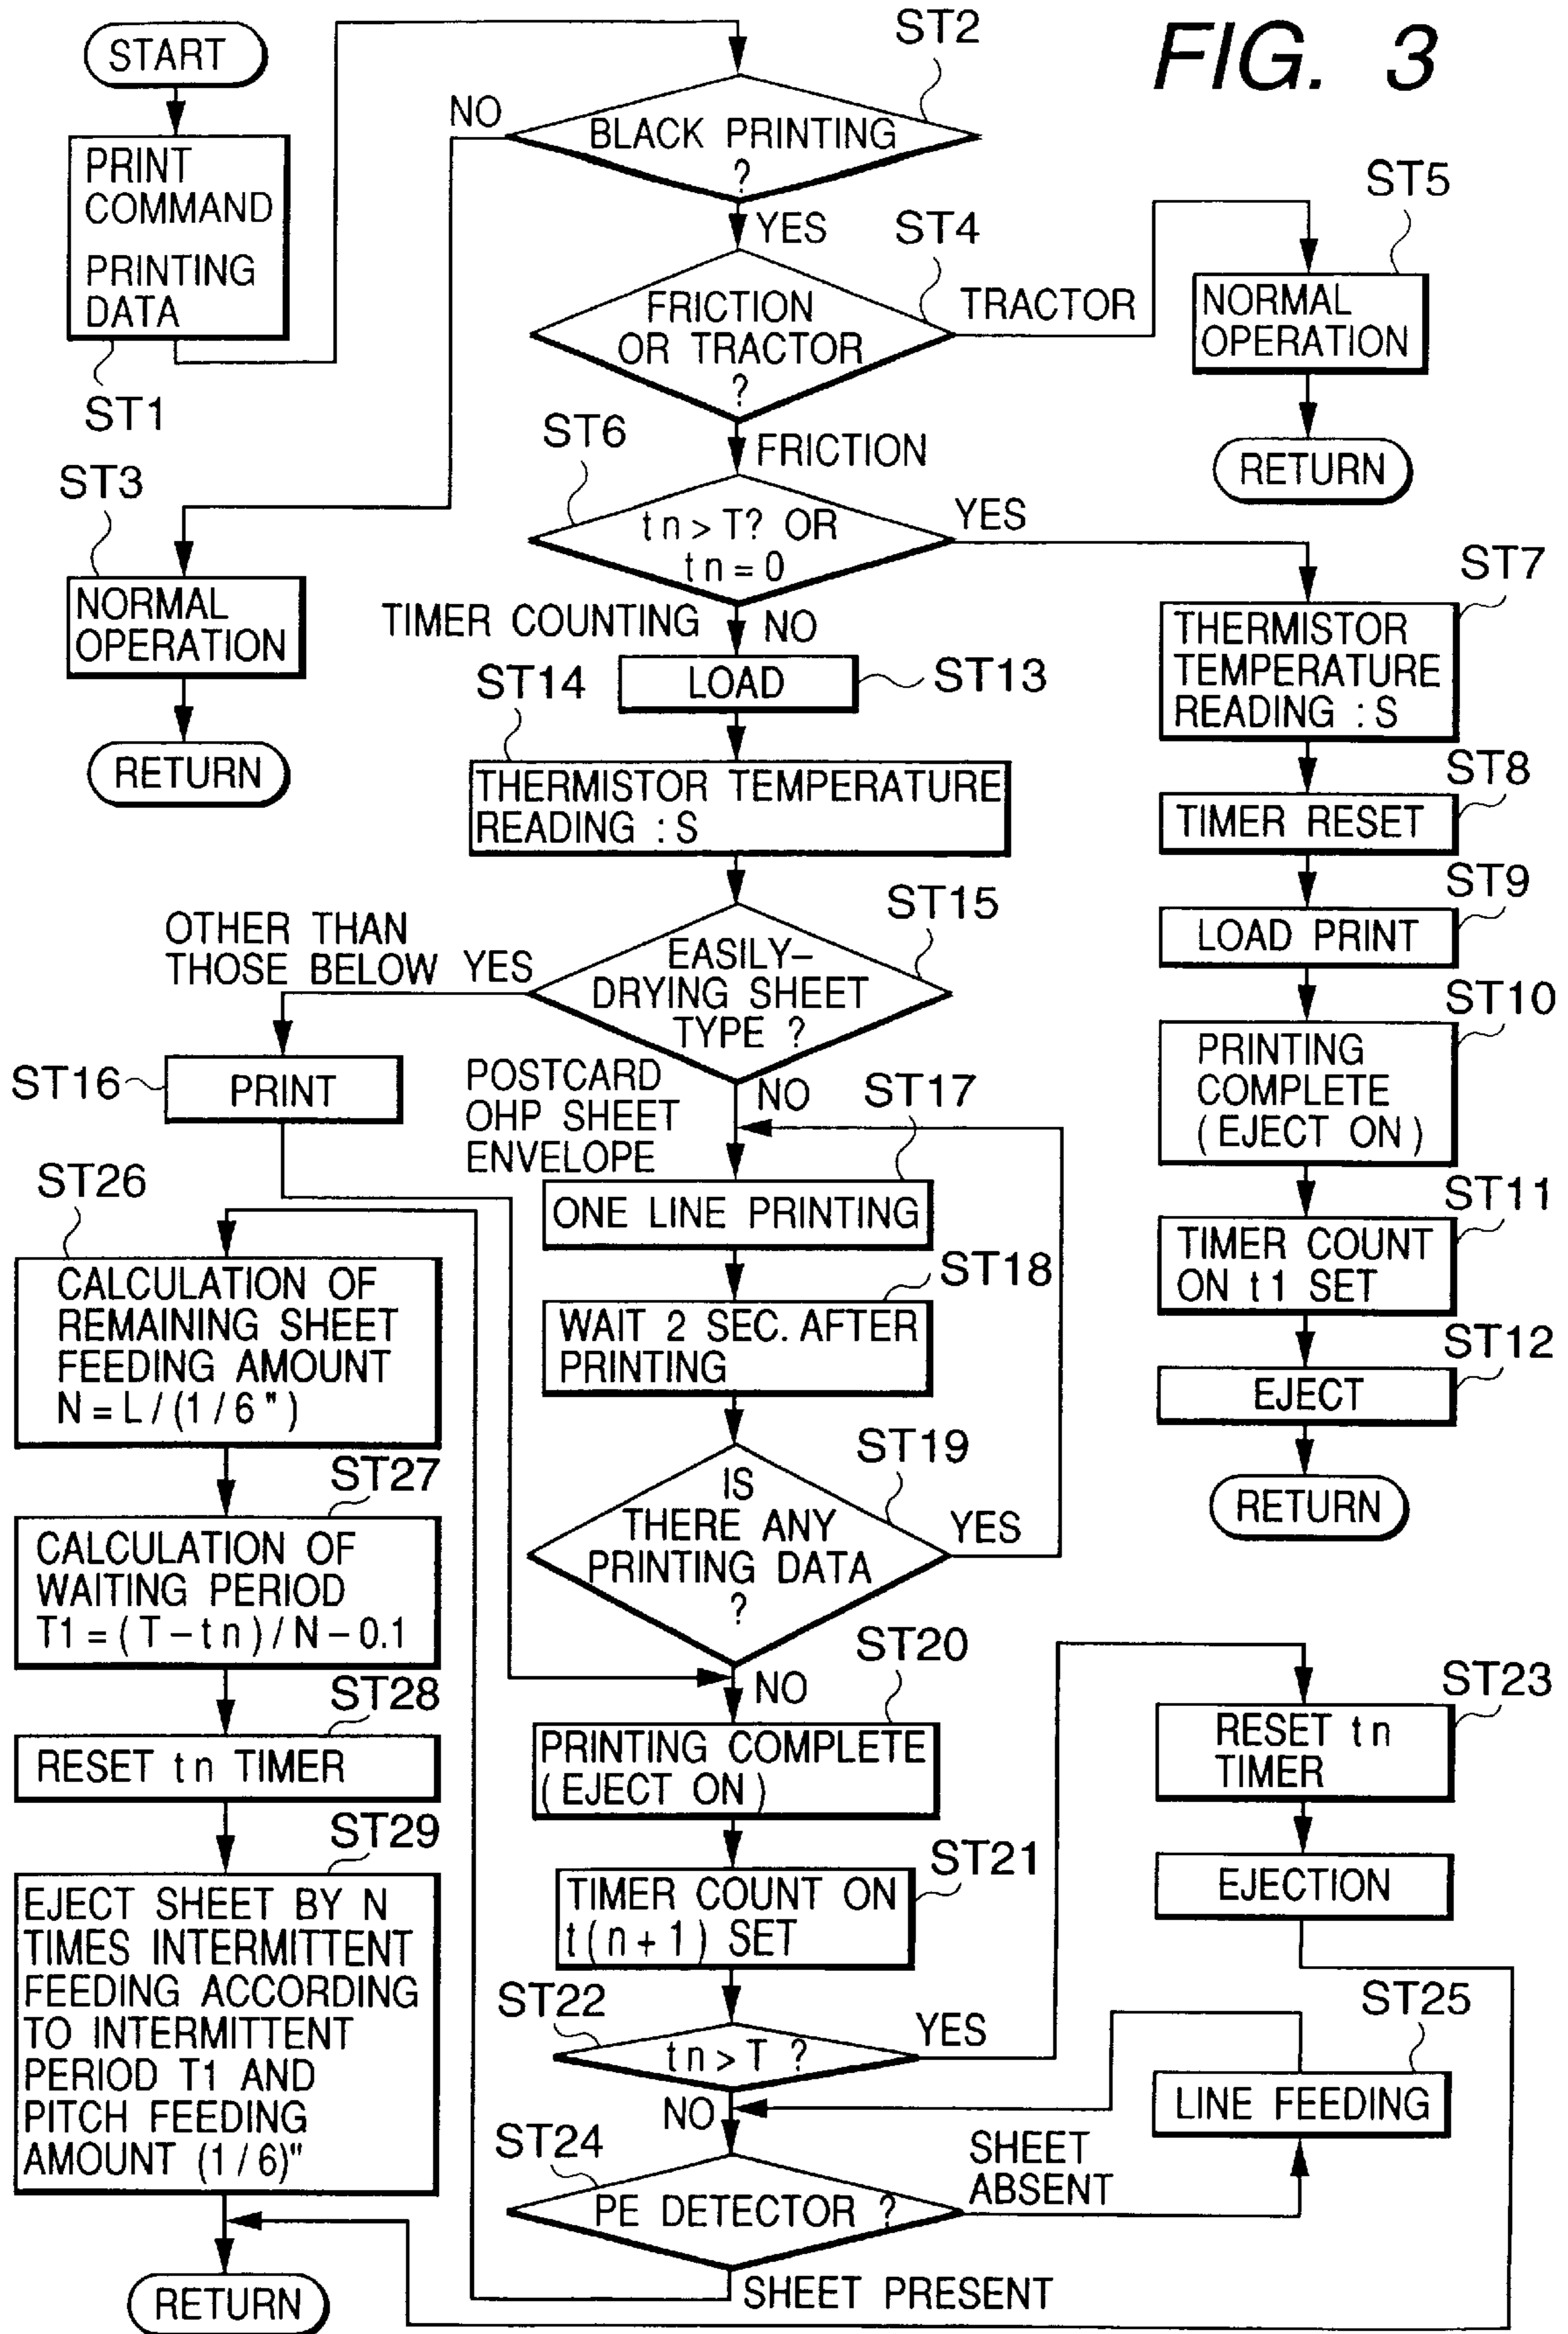 FIG. 3
START
PRINT
COMMAND
PRINTING
DATA
ST1
ST2
BLACK PRINTING
?
NO
YES
ST3
NORMAL
OPERATION
RETURN
ST4
FRICTION
OR TRACTOR
?
TRACTOR
FRICTION
ST5
NORMAL
OPERATION
RETURN
ST6
tn > T? OR
tn = 0
YES
TIMER COUNTING
NO
ST7
THERMISTOR
TEMPERATURE
READING : S
ST8
TIMER RESET
ST9
LOAD PRINT
ST10
PRINTING
COMPLETE
(EJECT ON)
ST11
TIMER COUNT
ON t1 SET
ST12
EJECT
RETURN
LOAD
ST13
ST14
THERMISTOR TEMPERATURE
READING : S
ST15
EASILY-
DRYING SHEET
TYPE ?
OTHER THAN
THOSE BELOW YES
ST16
PRINT
POSTCARD
OHP SHEET
ENVELOPE
NO
ST17
ONE LINE PRINTING
ST18
WAIT 2 SEC. AFTER
PRINTING
ST19
IS
THERE ANY
PRINTING DATA
?
YES
NO
ST20
PRINTING COMPLETE
(EJECT ON)
ST21
TIMER COUNT ON
t(n+1) SET
ST22
tn > T ?
YES
NO
ST23
RESET tn
TIMER
EJECTION
ST24
PE DETECTOR ?
SHEET
ABSENT
SHEET PRESENT
ST25
LINE FEEDING
ST26
CALCULATION OF
REMAINING SHEET
FEEDING AMOUNT
N = L / (1/6")
ST27
CALCULATION OF
WAITING PERIOD
T1 = (T - tn) / N - 0.1
ST28
RESET tn TIMER
ST29
EJECT SHEET BY N
TIMES INTERMITTENT
FEEDING ACCORDING
TO INTERMITTENT
PERIOD T1 AND
PITCH FEEDING
AMOUNT (1/6)"
RETURN